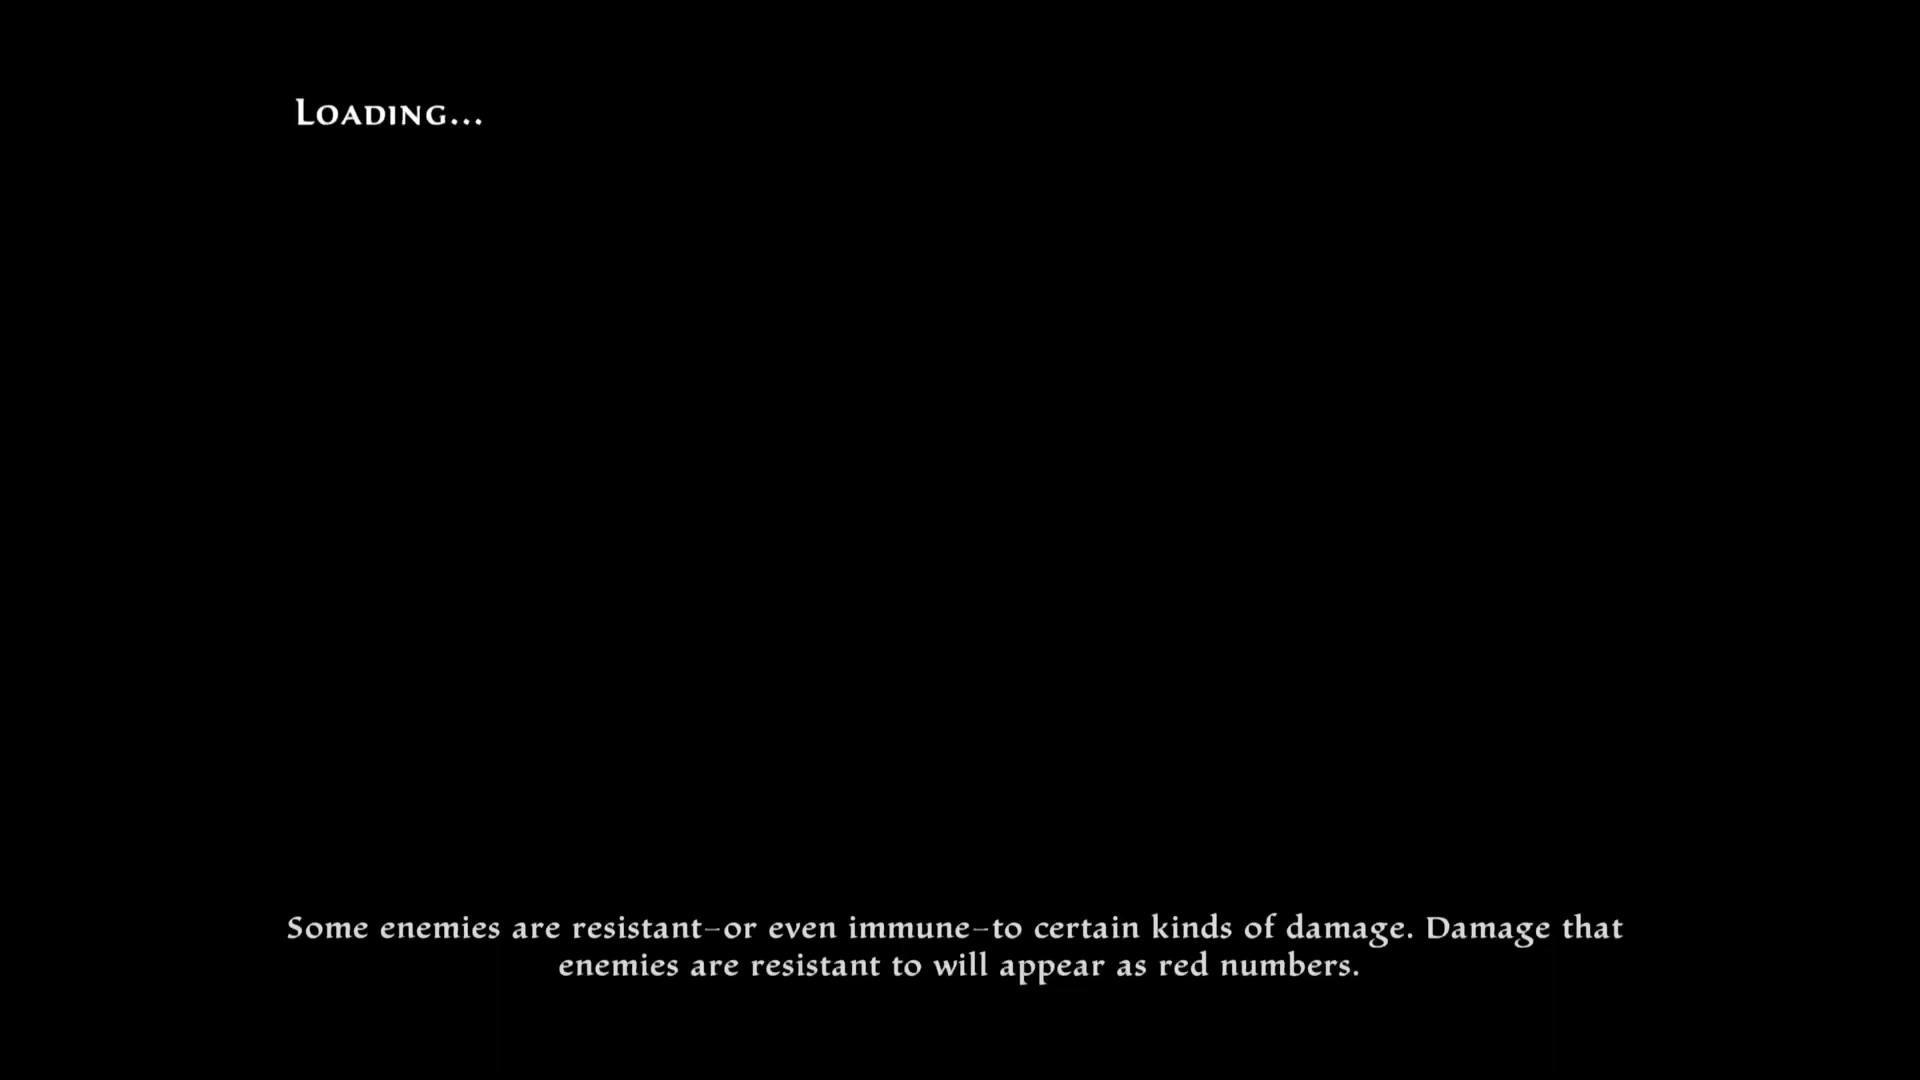 Loading...
Some enemies are resistant–or even immune–to certain kinds of damage. Damage that
enemies are resistant to will appear as red numbers.